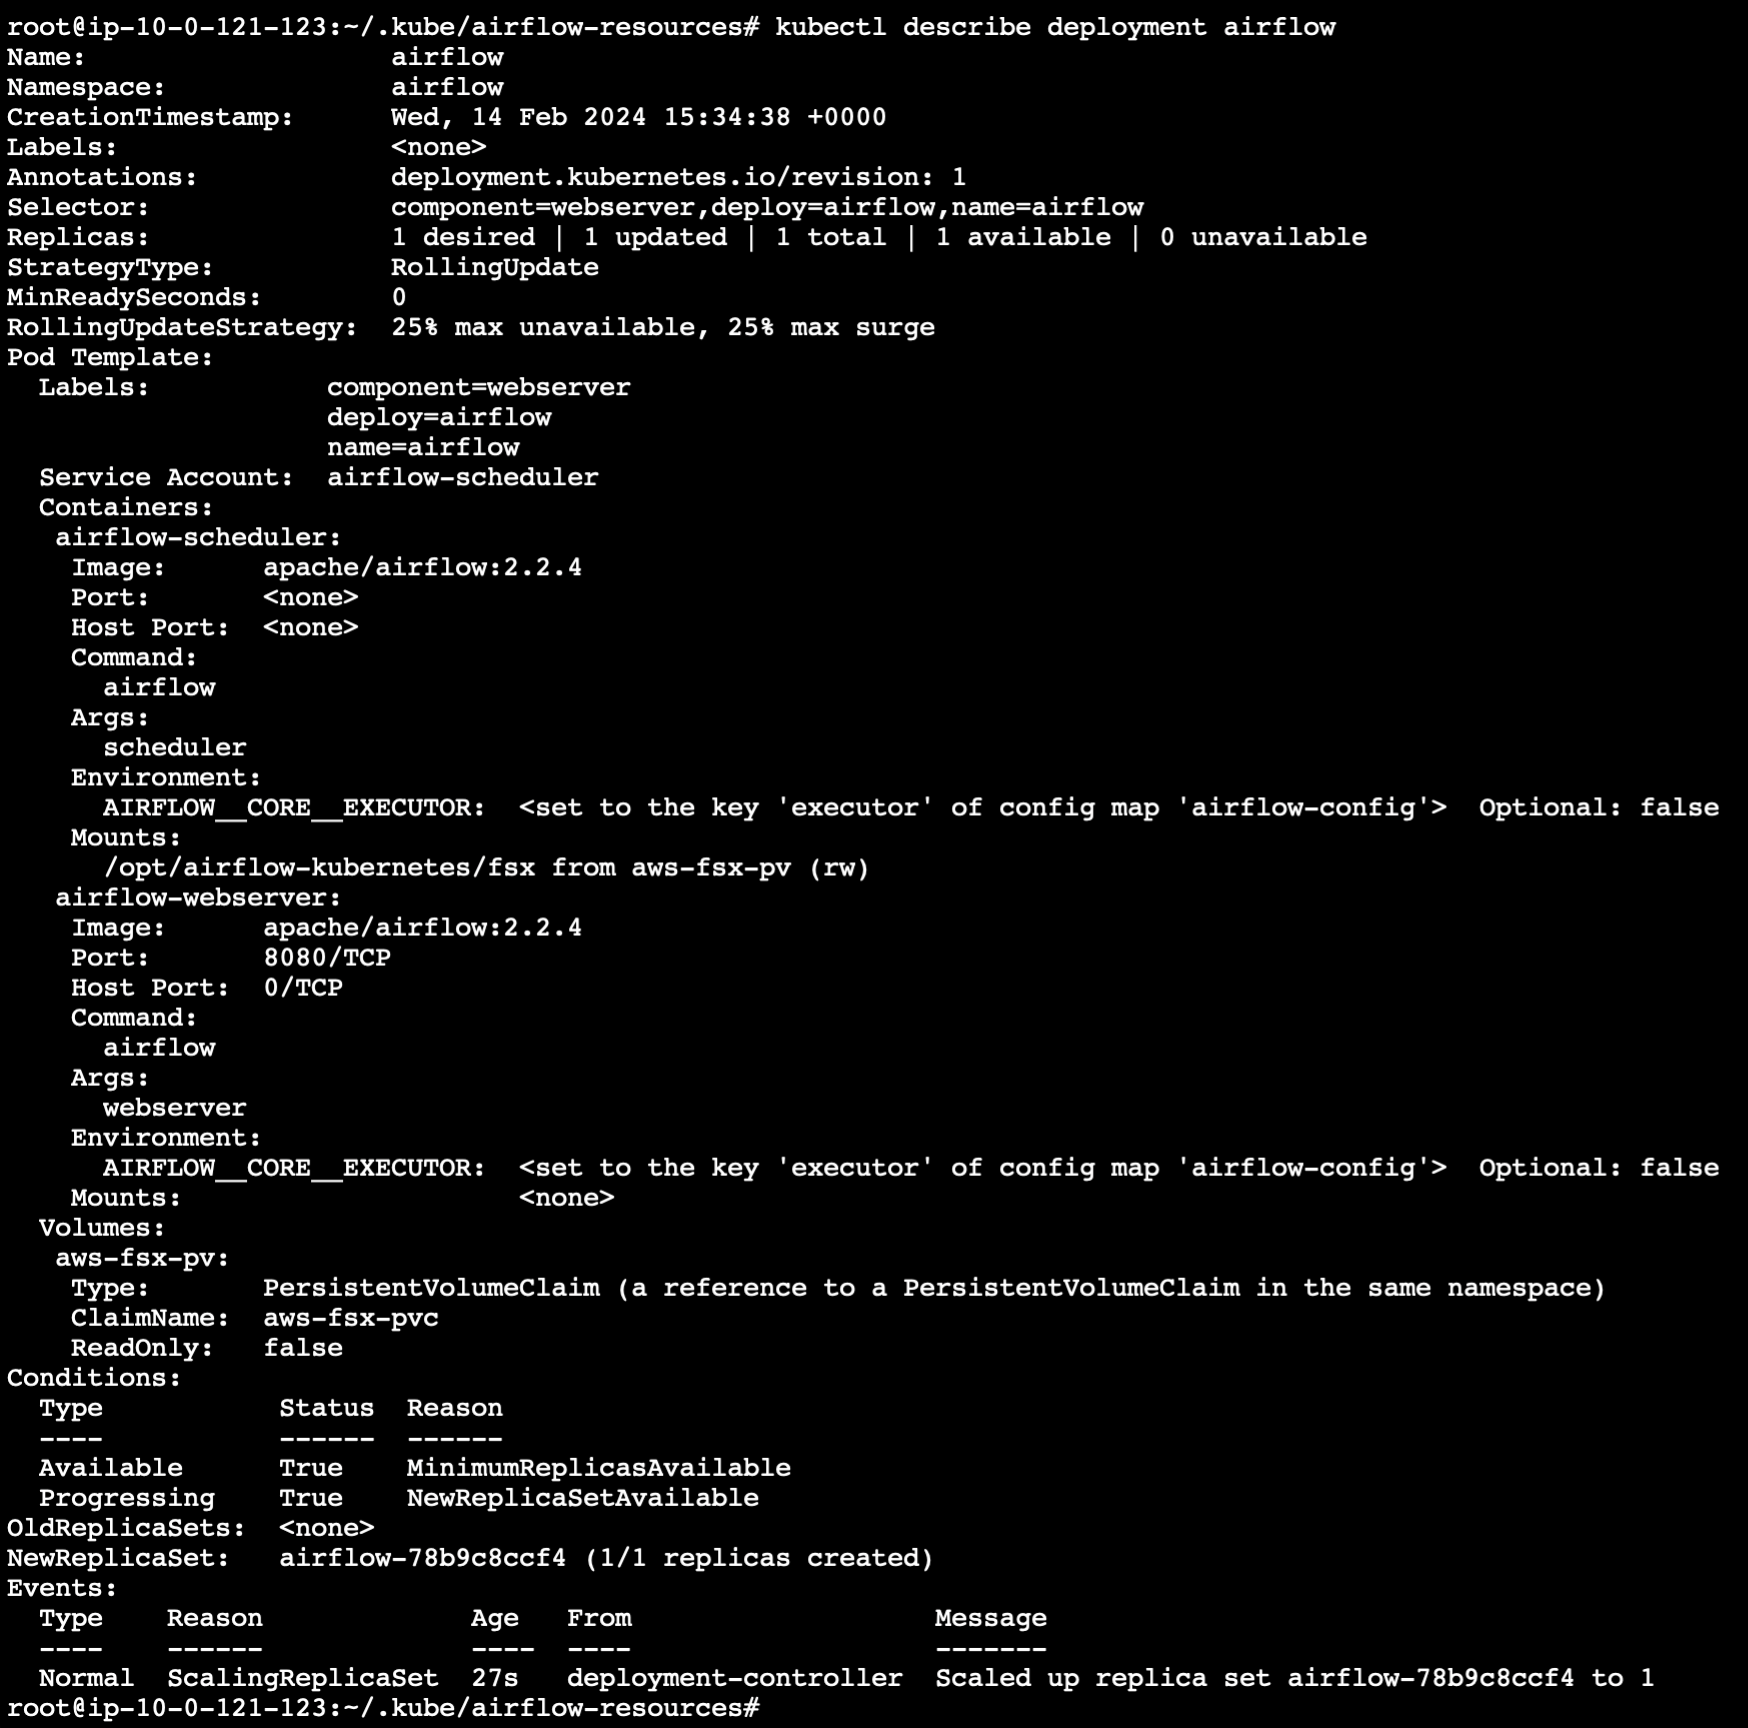 root@ip-10-0-121-123:~/.kube/airflow-resources# kubectl describe deployment airflow
Name:                   airflow
Namespace:              airflow
CreationTimestamp:      Wed, 14 Feb 2024 15:34:38 +0000
Labels:                 <none>
Annotations:            deployment.kubernetes.io/revision: 1
Selector:               component=webserver,deploy=airflow,name=airflow
Replicas:               1 desired | 1 updated | 1 total | 1 available | 0 unavailable
StrategyType:           RollingUpdate
MinReadySeconds:        0
RollingUpdateStrategy:  25% max unavailable, 25% max surge
Pod Template:
  Labels:           component=webserver
                    deploy=airflow
                    name=airflow
  Service Account:  airflow-scheduler
  Containers:
   airflow-scheduler:
    Image:      apache/airflow:2.2.4
    Port:       <none>
    Host Port:  <none>
    Command:
      airflow
    Args:
      scheduler
    Environment:
      AIRFLOW__CORE__EXECUTOR:  <set to the key 'executor' of config map 'airflow-config'>  Optional: false
    Mounts:
      /opt/airflow-kubernetes/fsx from aws-fsx-pv (rw)
   airflow-webserver:
    Image:      apache/airflow:2.2.4
    Port:       8080/TCP
    Host Port:  0/TCP
    Command:
      airflow
    Args:
      webserver
    Environment:
      AIRFLOW__CORE__EXECUTOR:  <set to the key 'executor' of config map 'airflow-config'>  Optional: false
    Mounts:                     <none>
  Volumes:
   aws-fsx-pv:
    Type:       PersistentVolumeClaim (a reference to a PersistentVolumeClaim in the same namespace)
    ClaimName:  aws-fsx-pvc
    ReadOnly:   false
Conditions:
  Type           Status  Reason
  ----           ------  ------
  Available      True    MinimumReplicasAvailable
  Progressing    True    NewReplicaSetAvailable
OldReplicaSets:  <none>
NewReplicaSet:   airflow-78b9c8ccf4 (1/1 replicas created)
Events:
  Type    Reason             Age   From                   Message
  ----    ------             ----  ----                   -------
  Normal  ScalingReplicaSet  27s   deployment-controller  Scaled up replica set airflow-78b9c8ccf4 to 1
root@ip-10-0-121-123:~/.kube/airflow-resources#